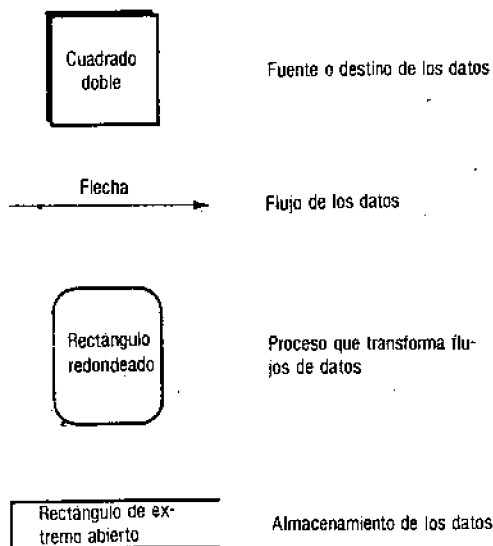 Cuadrado
doble
Fuente o destino de los datos
Flecha
Flujo de los datos
Rectángulo
redondeado
Proceso que transforma flu-
jos de datos
Rectángulo de ex-
tremo abierto
Almacenamiento de los datos